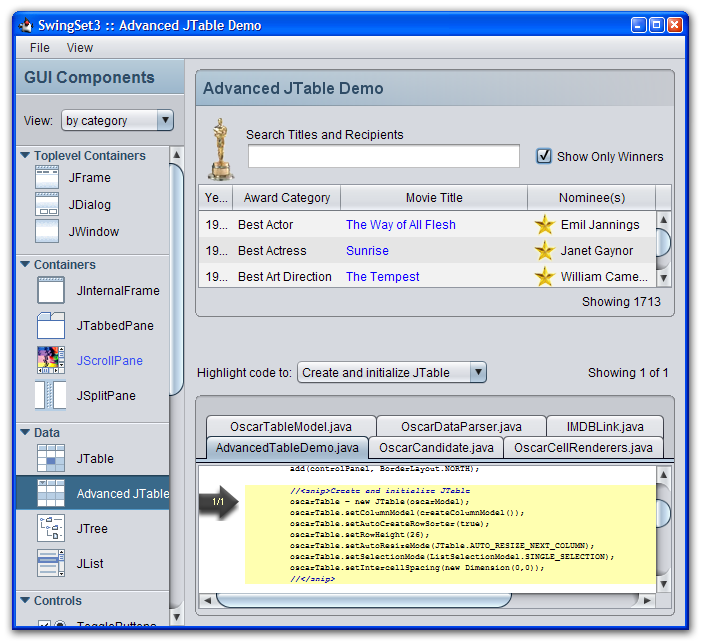 SwingSet3 :: Advanced JTable Demo
File View
GUI Components
View: by category
Toplevel Containers
JFrame
JDialog
JWindow
Containers
JInternalFrame
JTabbedPane
JScrollPane
JSplitPane
Data
JTable
Advanced JTable
JTree
JList
Controls
ToggleButtons
Advanced JTable Demo
Search Titles and Recipients
Show Only Winners
Ye... Award Category Movie Title Nominee(s)
19... Best Actor The Way of All Flesh Emil Jannings
19... Best Actress Sunrise Janet Gaynor
19... Best Art Direction The Tempest William Came...
Showing 1713
Highlight code to: Create and initialize JTable Showing 1 of 1
OscarTableModel.java OscarDataParser.java IMDBLink.java
AdvancedTableDemo.java OscarCandidate.java OscarCellRenderers.java
add(controlPanel, BorderLayout.NORTH);
1/1
//<snip>Create and initialize JTable
oscarTable = new JTable(oscarModel);
oscarTable.setColumnModel(createColumnModel());
oscarTable.setAutoCreateRowSorter(true);
oscarTable.setRowHeight(26);
oscarTable.setAutoResizeMode(JTable.AUTO_RESIZE_NEXT_COLUMN);
oscarTable.setSelectionMode(ListSelectionModel.SINGLE_SELECTION);
oscarTable.setIntercellSpacing(new Dimension(0,0));
//</snip>